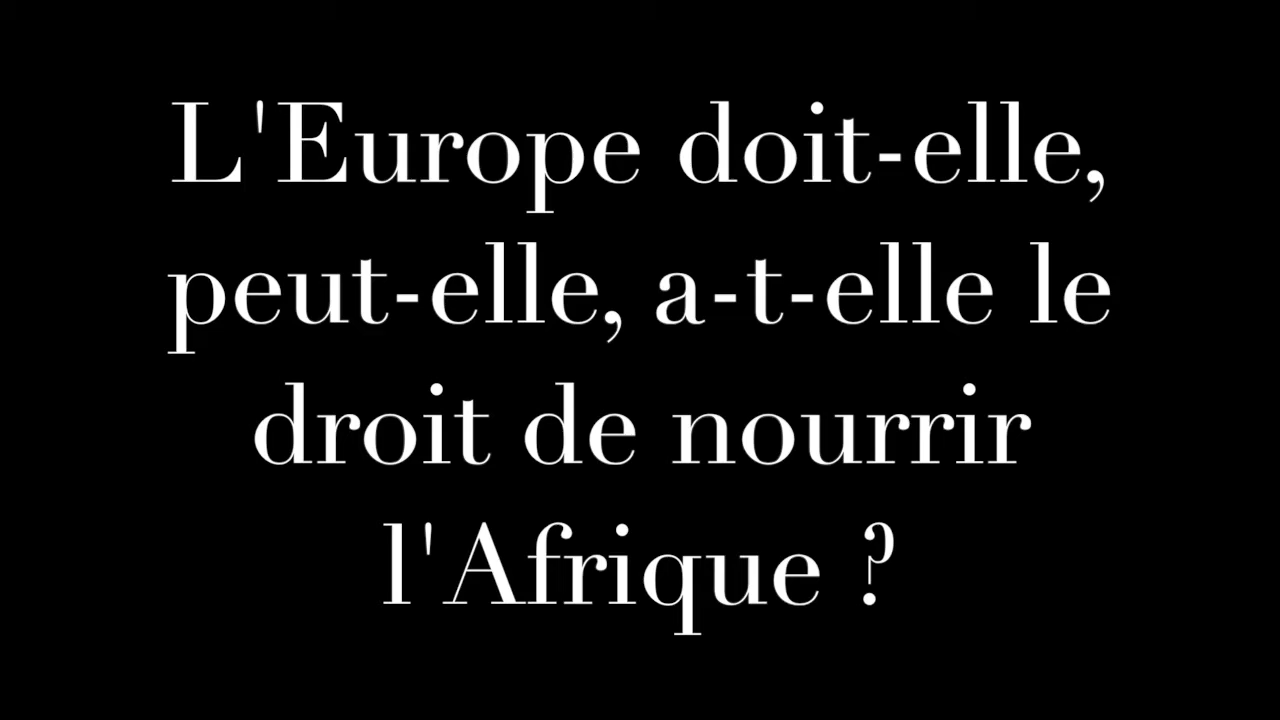 L'Europe doit-elle,
peut-elle, a-t-elle le
droit de nourrir
l'Afrique ?